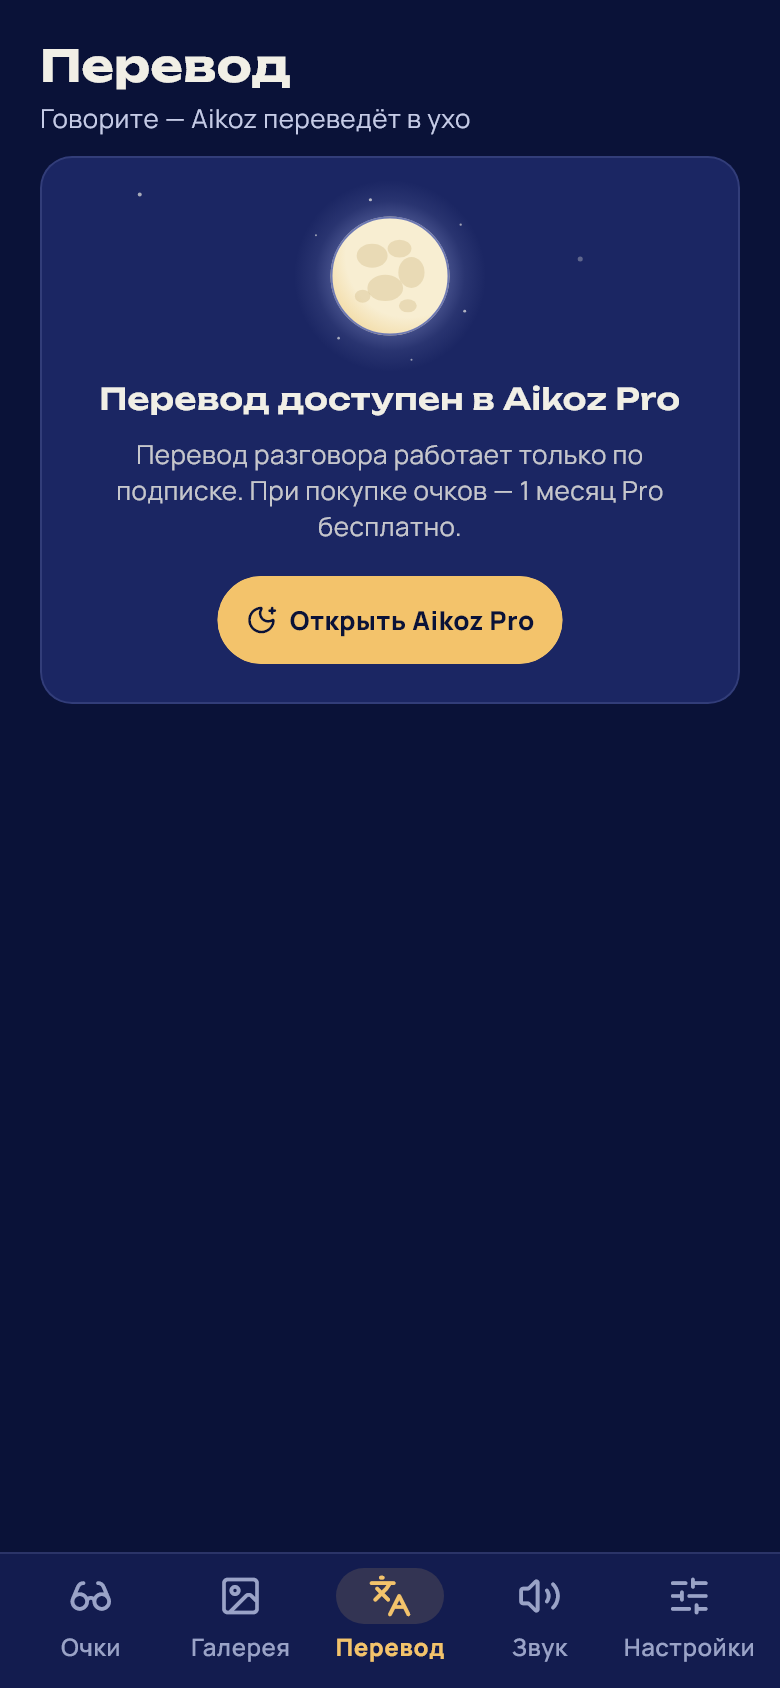 Перевод
Говорите — Aikoz переведёт в ухо
Перевод доступен в Aikoz Pro
Перевод разговора работает только по
подписке. При покупке очков — 1 месяц Pro
бесплатно.
Открыть Aikoz Pro
Очки
Галерея
Перевод
Звук
Настройки